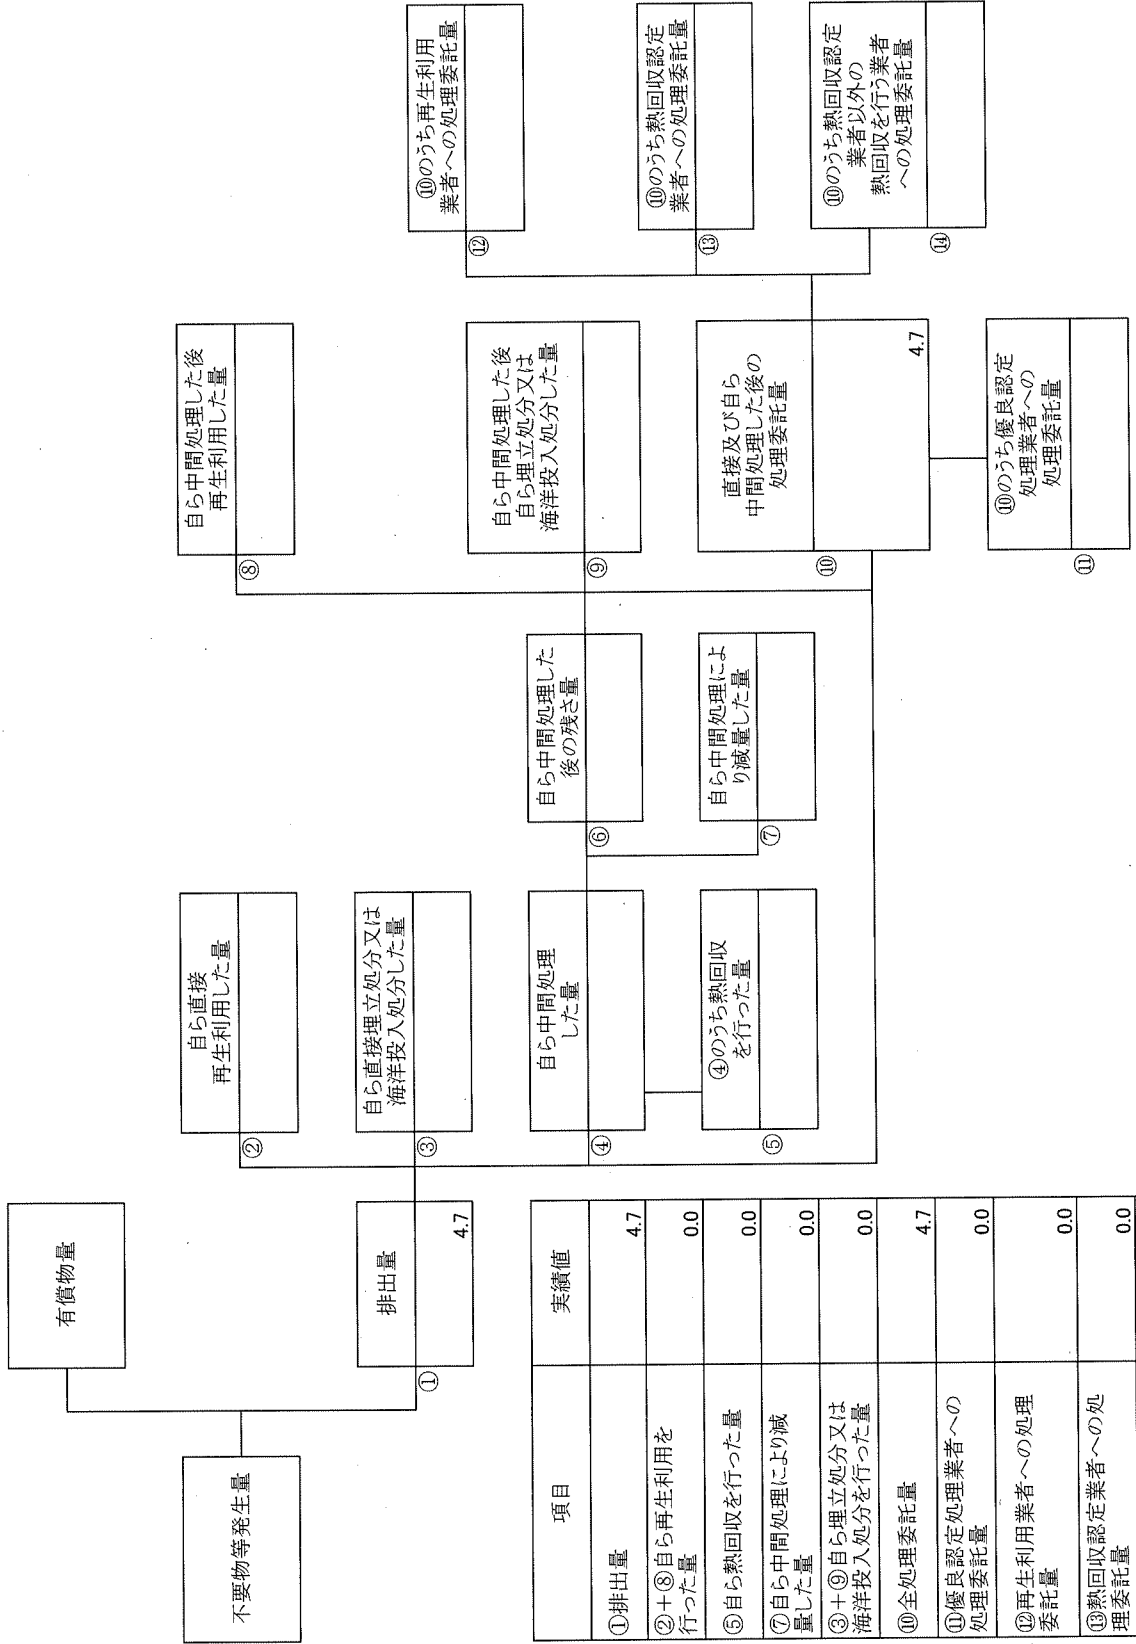 不要物等発生量
有償物量
排出量
①
4.7
自ら直接
再生利用した量
②
自ら直接埋立処分又は
海洋投入処分した量
③
自ら中間処理
した量
④
④のうち熱回収
を行った量
⑤
自ら中間処理した
後の残さ量
⑥
自ら中間処理によ
り減量した量
⑦
自ら中間処理した後
再生利用した量
⑧
自ら中間処理した後
自ら埋立処分又は
海洋投入処分した量
⑨
直接及び自ら
中間処理した後の
処理委託量
⑩
4.7
⑩のうち優良認定
処理業者への
処理委託量
⑪
⑩のうち再生利用
業者への処理委託量
⑫
⑩のうち熱回収認定
業者への処理委託量
⑬
⑩のうち熱回収認定
業者以外の
熱回収を行う業者
への処理委託量
⑭
項目 実績値
①排出量 4.7
②+⑧自ら再生利用を
行った量 0.0
⑤自ら熱回収を行った量 0.0
⑦自ら中間処理により減
量した量 0.0
③+⑨自ら埋立処分又は
海洋投入処分を行った量 0.0
⑩全処理委託量 4.7
⑪優良認定処理業者への
処理委託量 0.0
⑫再生利用業者への処理
委託量 0.0
⑬熱回収認定業者への処
理委託量 0.0